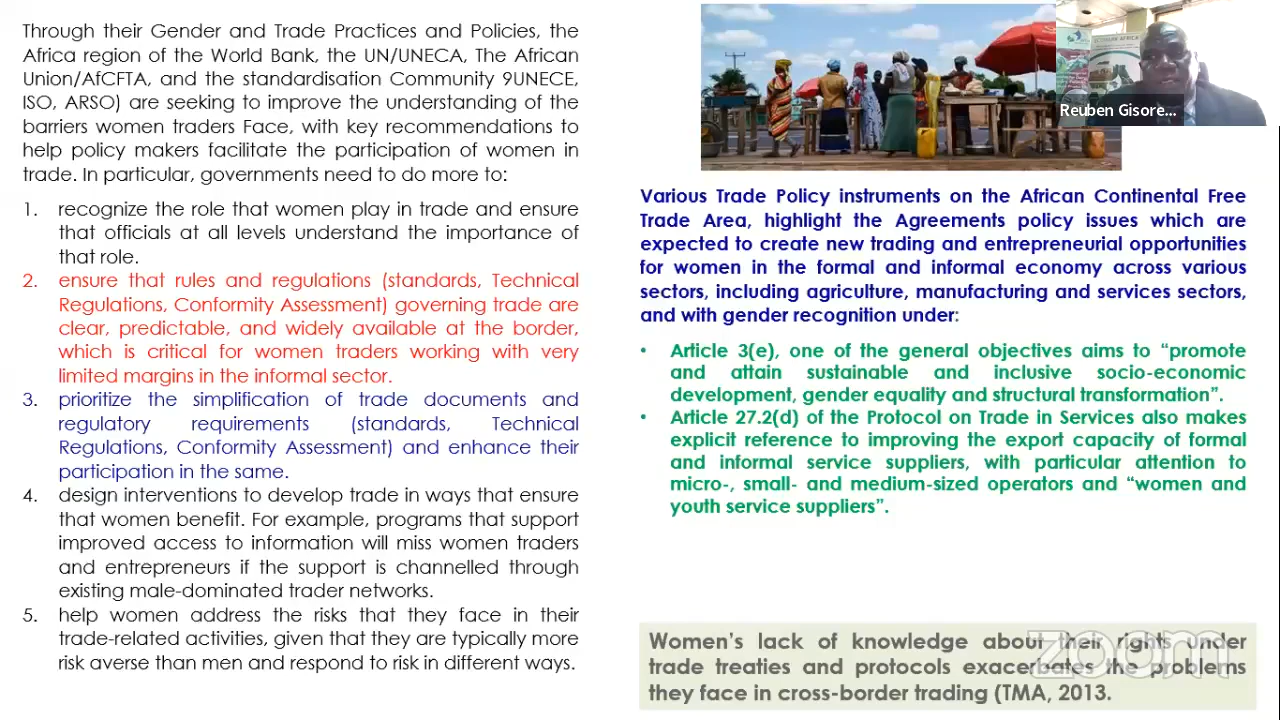 Through their Gender and Trade Practices and Policies, the
Africa region of the World Bank, the UN/UNECA, The African
Union/AfCFTA, and the standardisation Community 9UNECE,
ISO, ARSO) are seeking to improve the understanding of the
barriers women traders Face, with key recommendations to
help policy makers facilitate the participation of women in
trade. In particular, governments need to do more to:
1. recognize the role that women play in trade and ensure
that officials at all levels understand the importance of
that role.
2. ensure that rules and regulations (standards, Technical
Regulations, Conformity Assessment) governing trade are
clear, predictable, and widely available at the border,
which is critical for women traders working with very
limited margins in the informal sector.
3. prioritize the simplification of trade documents and
regulatory requirements (standards, Technical
Regulations, Conformity Assessment) and enhance their
participation in the same.
4. design interventions to develop trade in ways that ensure
that women benefit. For example, programs that support
improved access to information will miss women traders
and entrepreneurs if the support is channelled through
existing male-dominated trader networks.
5. help women address the risks that they face in their
trade-related activities, given that they are typically more
risk averse than men and respond to risk in different ways.
Reuben Gisore...
Various Trade Policy instruments on the African Continental Free
Trade Area, highlight the Agreements policy issues which are
expected to create new trading and entrepreneurial opportunities
for women in the formal and informal economy across various
sectors, including agriculture, manufacturing and services sectors,
and with gender recognition under:
• Article 3(e), one of the general objectives aims to “promote
and attain sustainable and inclusive socio-economic
development, gender equality and structural transformation”.
• Article 27.2(d) of the Protocol on Trade in Services also makes
explicit reference to improving the export capacity of formal
and informal service suppliers, with particular attention to
micro-, small- and medium-sized operators and “women and
youth service suppliers”.
Women’s lack of knowledge about their rights under
trade treaties and protocols exacerbates the problems
they face in cross-border trading (TMA, 2013.
zoom